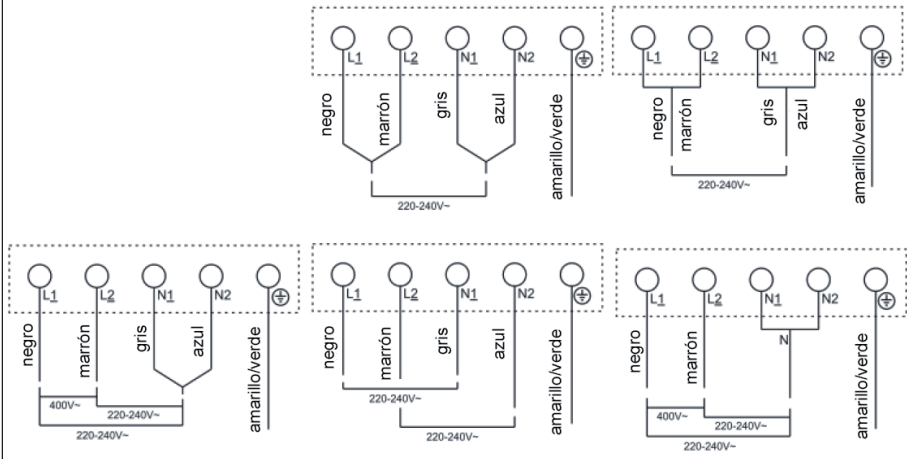 L1 L2 N1 N2
negro
marrón
gris
azul
amarillo/verde
220-240V~
L1 L2 N1 N2
negro
marrón
gris
azul
amarillo/verde
220-240V~
L1 L2 N1 N2
negro
marrón
gris
azul
amarillo/verde
400V~
220-240V~
220-240V~
L1 L2 N1 N2
negro
marrón
gris
azul
amarillo/verde
220-240V~
220-240V~
L1 L2 N1 N2
N
negro
marrón
amarillo/verde
400V~
220-240V~
220-240V~